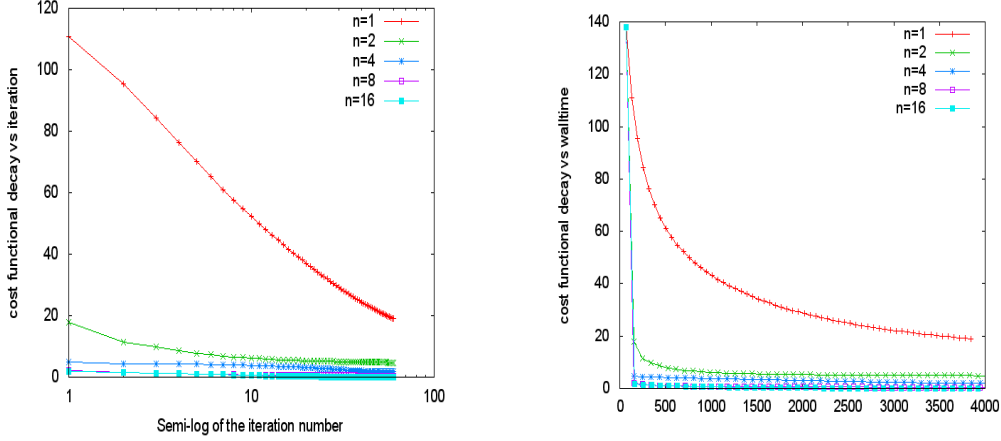 cost functional decay vs iteration
120
100
80
60
40
20
0
1
10
100
Semi-log of the iteration number
n=1
n=2
n=4
n=8
n=16
cost functional decay vs walltime
140
120
100
80
60
40
20
0
0 500 1000 1500 2000 2500 3000 3500 4000
n=1
n=2
n=4
n=8
n=16